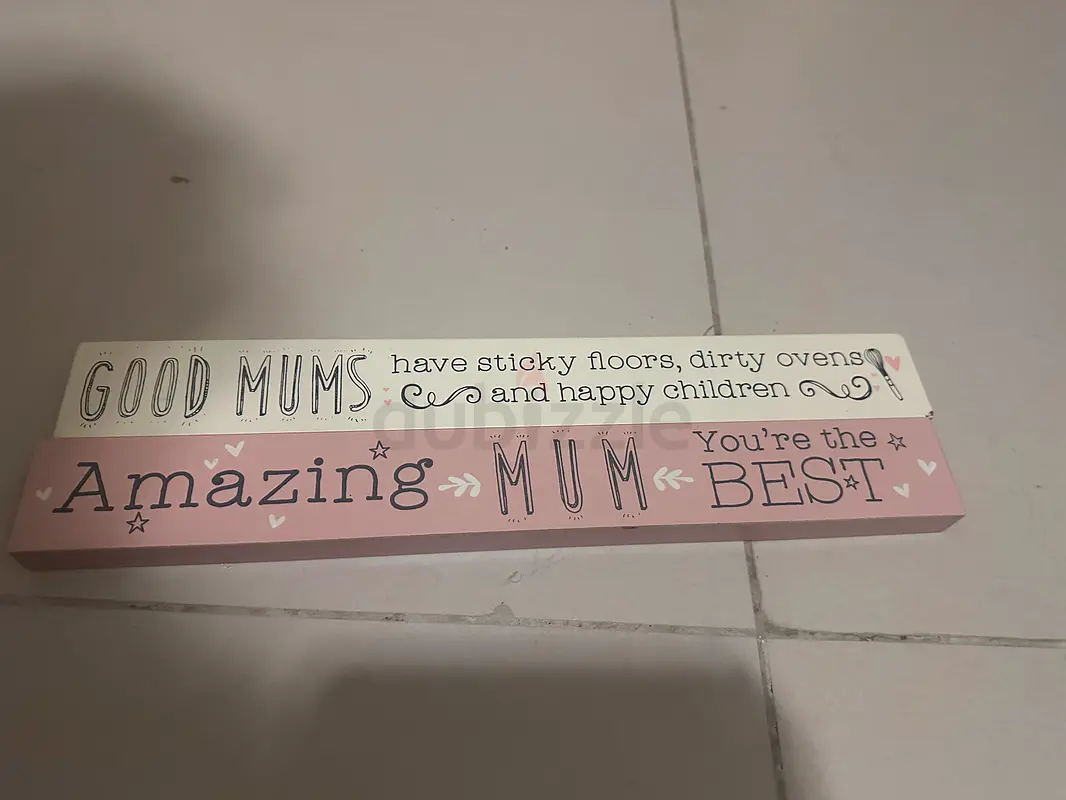 GOOD MUMS have sticky floors, dirty ovens
and happy children
Amazing MUM You're the
BEST
dubizzle